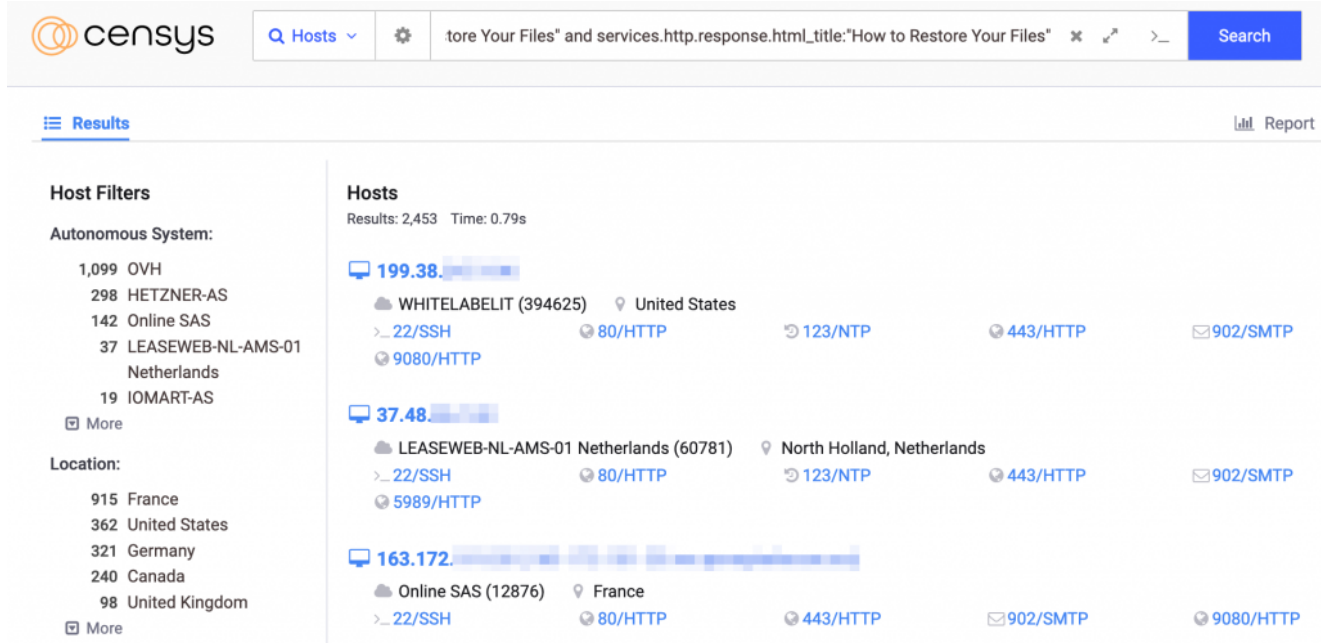 censys
Hosts
tore Your Files" and services.http.response.html_title:"How to Restore Your Files"
>_
Search
Results
Report
Host Filters
Autonomous System:
1,099 OVH
298 HETZNER-AS
142 Online SAS
37 LEASEWEB-NL-AMS-01
Netherlands
19 IOMART-AS
More
Location:
915 France
362 United States
321 Germany
240 Canada
98 United Kingdom
More
Hosts
Results: 2,453 Time: 0.79s
199.38.
WHITELABELIT (394625) United States
>_ 22/SSH 80/HTTP 123/NTP 443/HTTP 902/SMTP
9080/HTTP
37.48.
LEASEWEB-NL-AMS-01 Netherlands (60781) North Holland, Netherlands
>_ 22/SSH 80/HTTP 123/NTP 443/HTTP 902/SMTP
5989/HTTP
163.172.
Online SAS (12876) France
>_ 22/SSH 80/HTTP 443/HTTP 902/SMTP 9080/HTTP